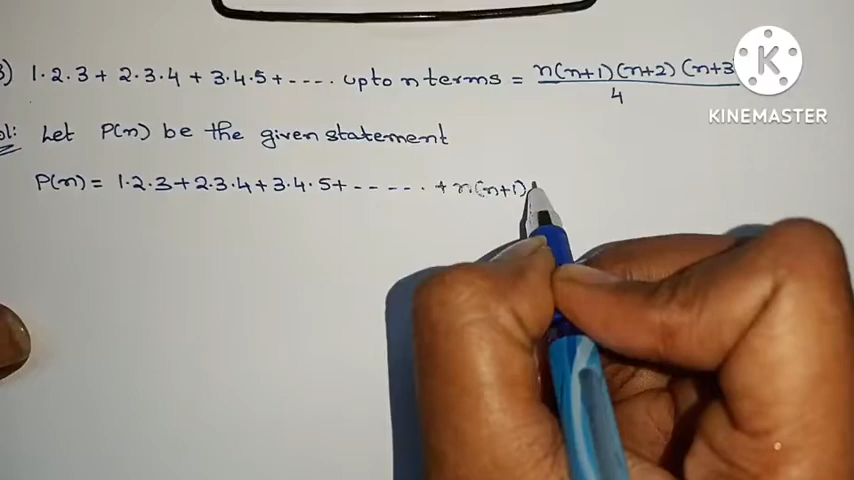 3) 1·2·3+ 2·3·4 + 3·4·5+ ----. upto n terms = n(n+1)(n+2)(n+3 / 4
Sol: Let P(n) be the given statement
P(n) = 1·2·3+2·3·4+3·4·5+------. + n.(n+1)
K
KINEMASTER